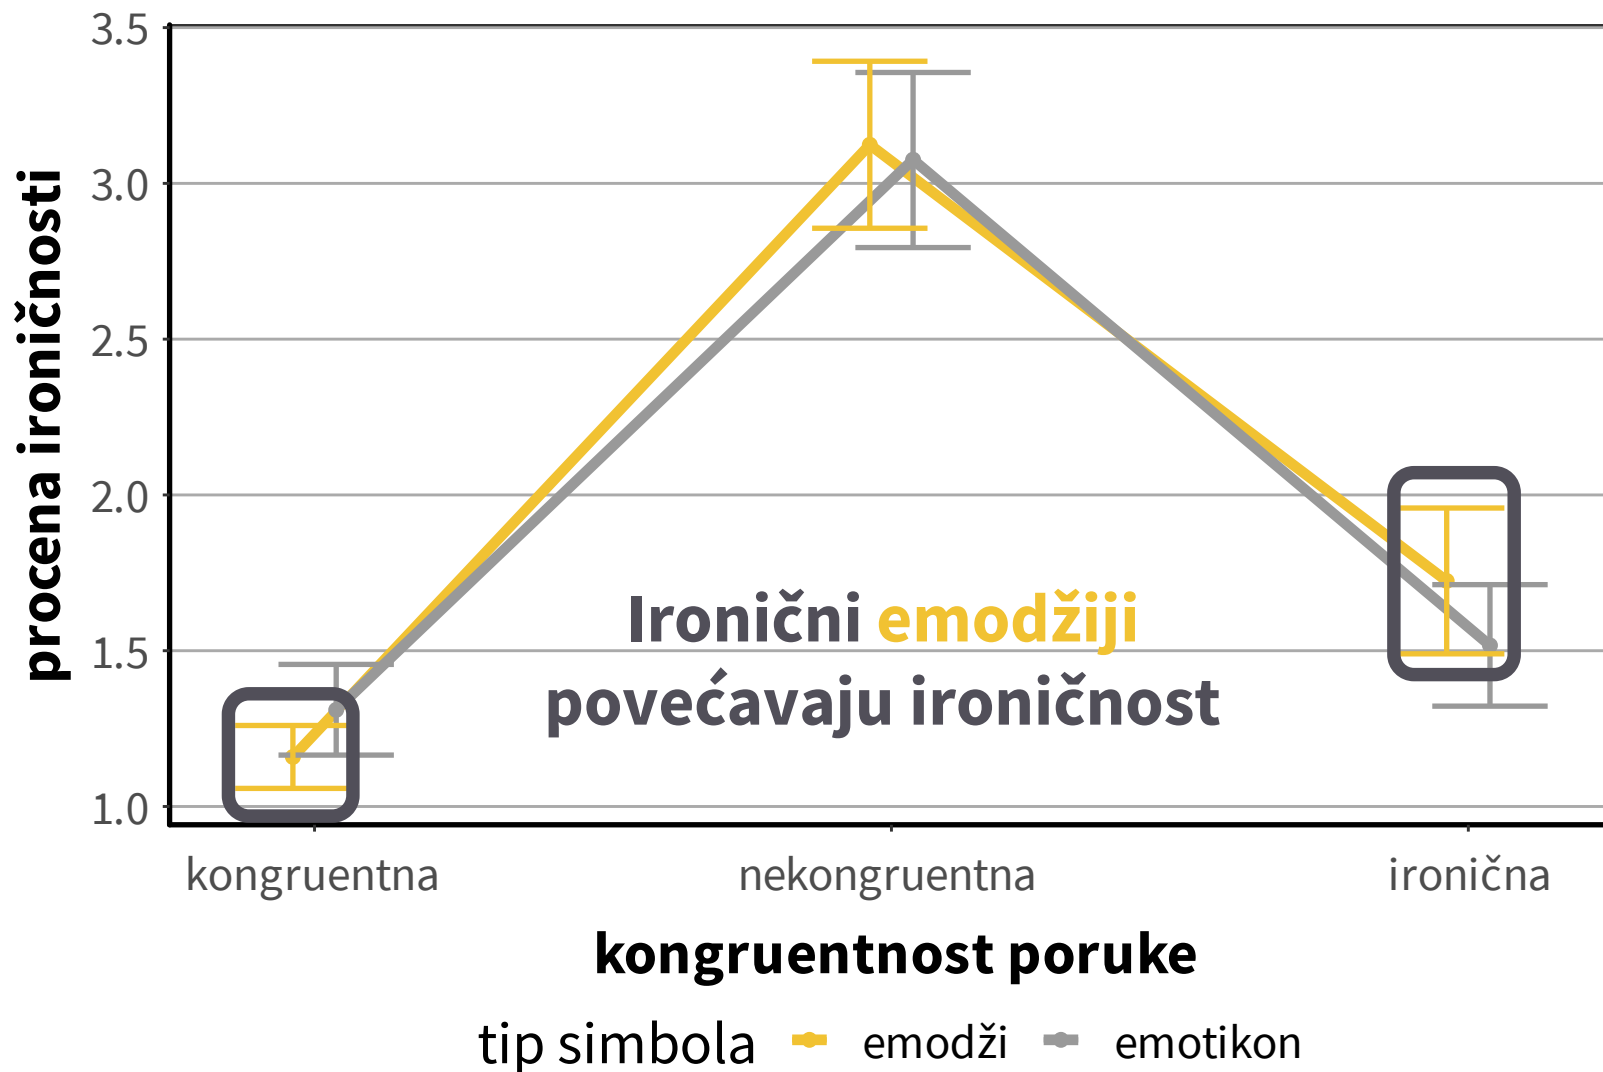 3.5
3.0
2.5
2.0
1.5
1.0
procena ironičnosti
Ironični emodžiji
povećavaju ironičnost
kongruentna nekongruentna ironična
kongruentnost poruke
tip simbola emodži emotikon